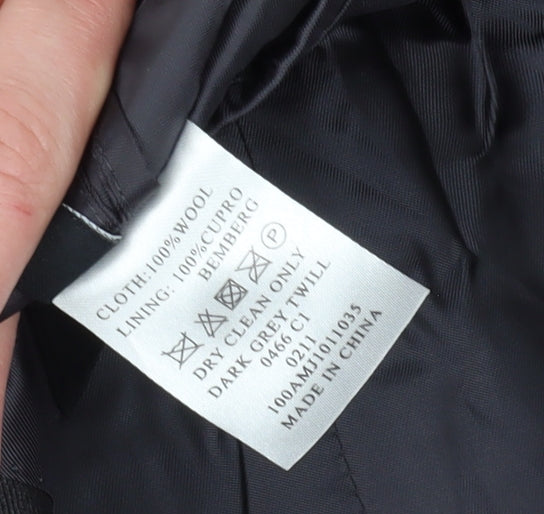 CLOTH:100%WOOL
LINING: 100%CUPRO
BEMBERG
P
DRY CLEAN ONLY
DARK GREY TWILL
0466 C1
0211
100AMJ1011035
MADE IN CHINA